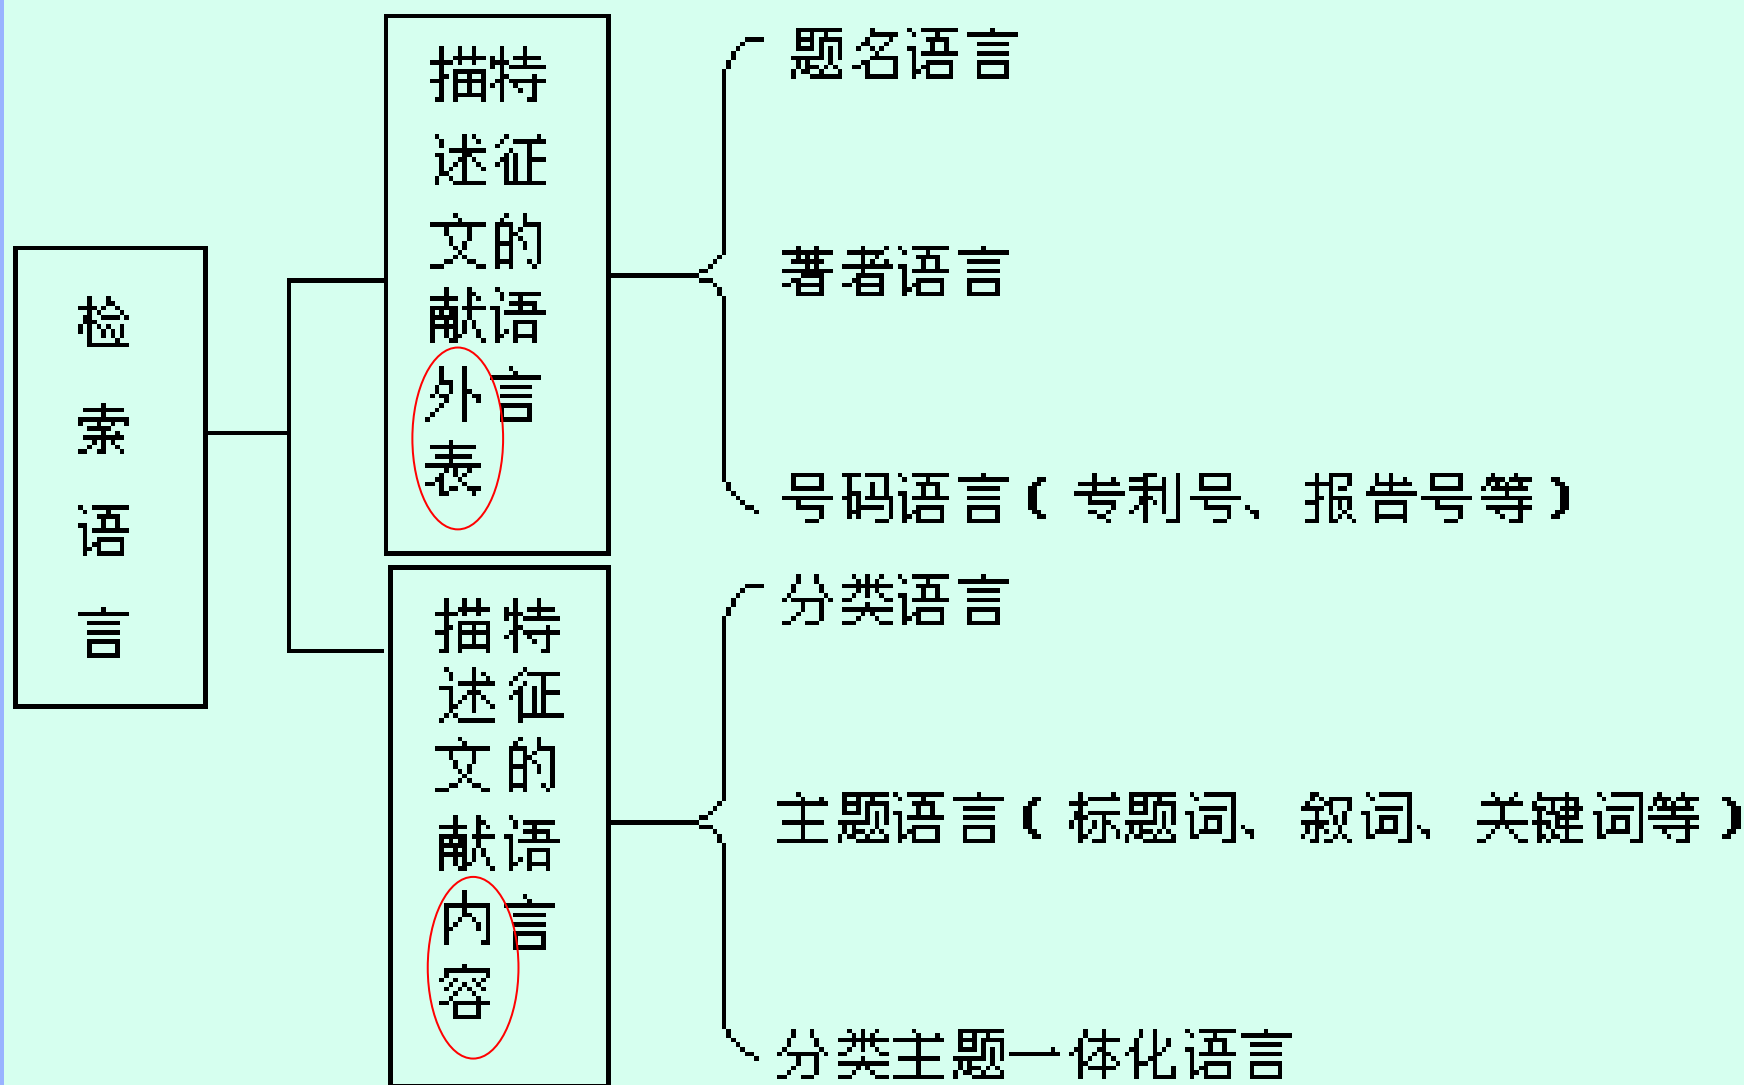 检索语言
描述文献外表
特征的语言
题名语言
著者语言
号码语言（专利号、报告号等）
描述文献内容
特征的语言
分类语言
主题语言（标题词、叙词、关键词等）
分类主题一体化语言